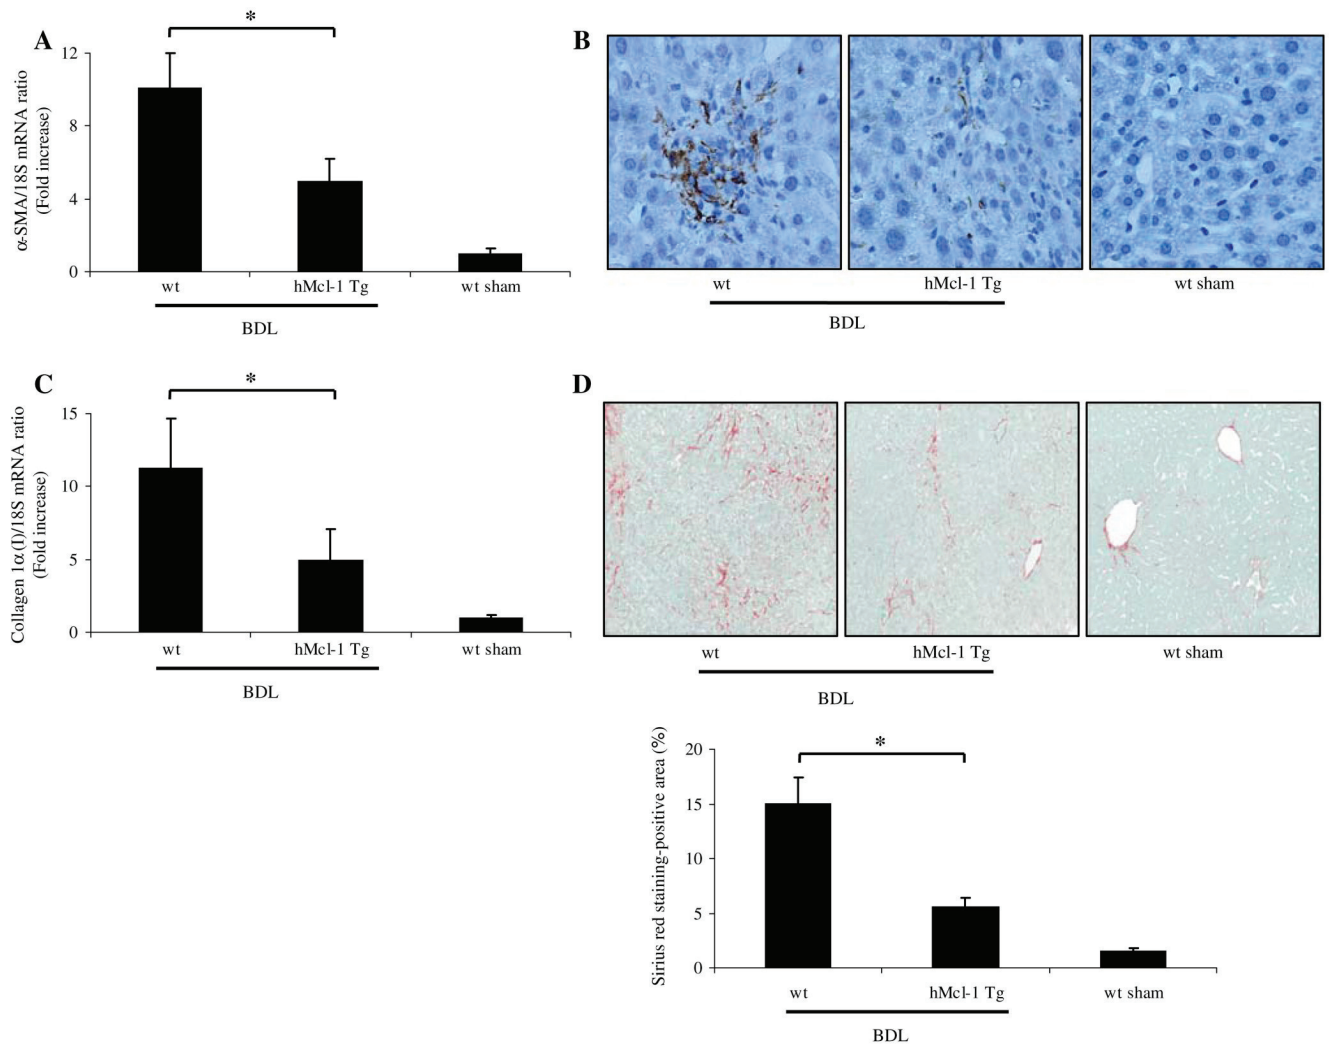 A
*
α-SMA/18S mRNA ratio
(Fold increase)
12
8
4
0
wt
hMcl-1 Tg
wt sham
BDL
B
wt
hMcl-1 Tg
wt sham
BDL
C
*
Collagen 1α(I)/18S mRNA ratio
(Fold increase)
15
10
5
0
wt
hMcl-1 Tg
wt sham
BDL
D
wt
hMcl-1 Tg
wt sham
BDL
*
Sirius red staining-positive area (%)
20
15
10
5
0
wt
hMcl-1 Tg
wt sham
BDL